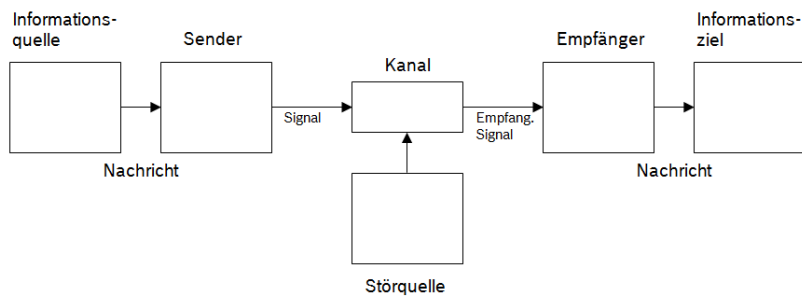 Informations-
quelle
Sender
Kanal
Empfänger
Informations-
ziel
Signal
Empfang.
Signal
Nachricht
Nachricht
Störquelle